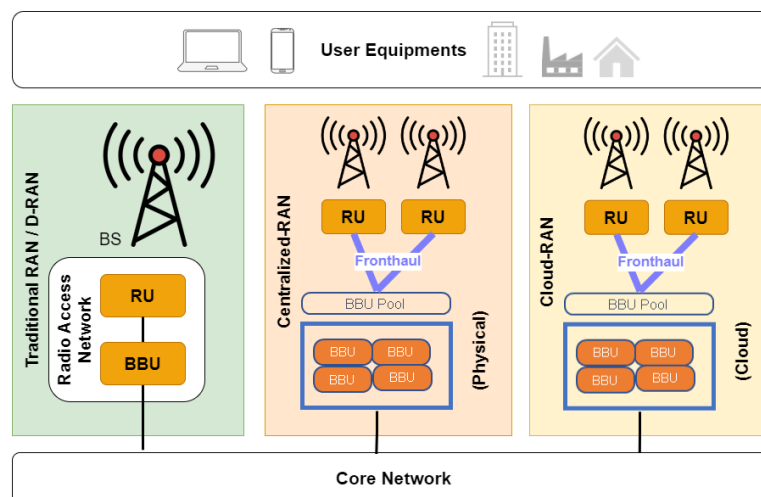 User Equipments
Traditional RAN / D-RAN
BS
Radio Access
Network
RU
BBU
Centralized-RAN
RU
RU
Fronthaul
BBU Pool
BBU
BBU
BBU
BBU
(Physical)
Cloud-RAN
RU
RU
Fronthaul
BBU Pool
BBU
BBU
BBU
BBU
(Cloud)
Core Network